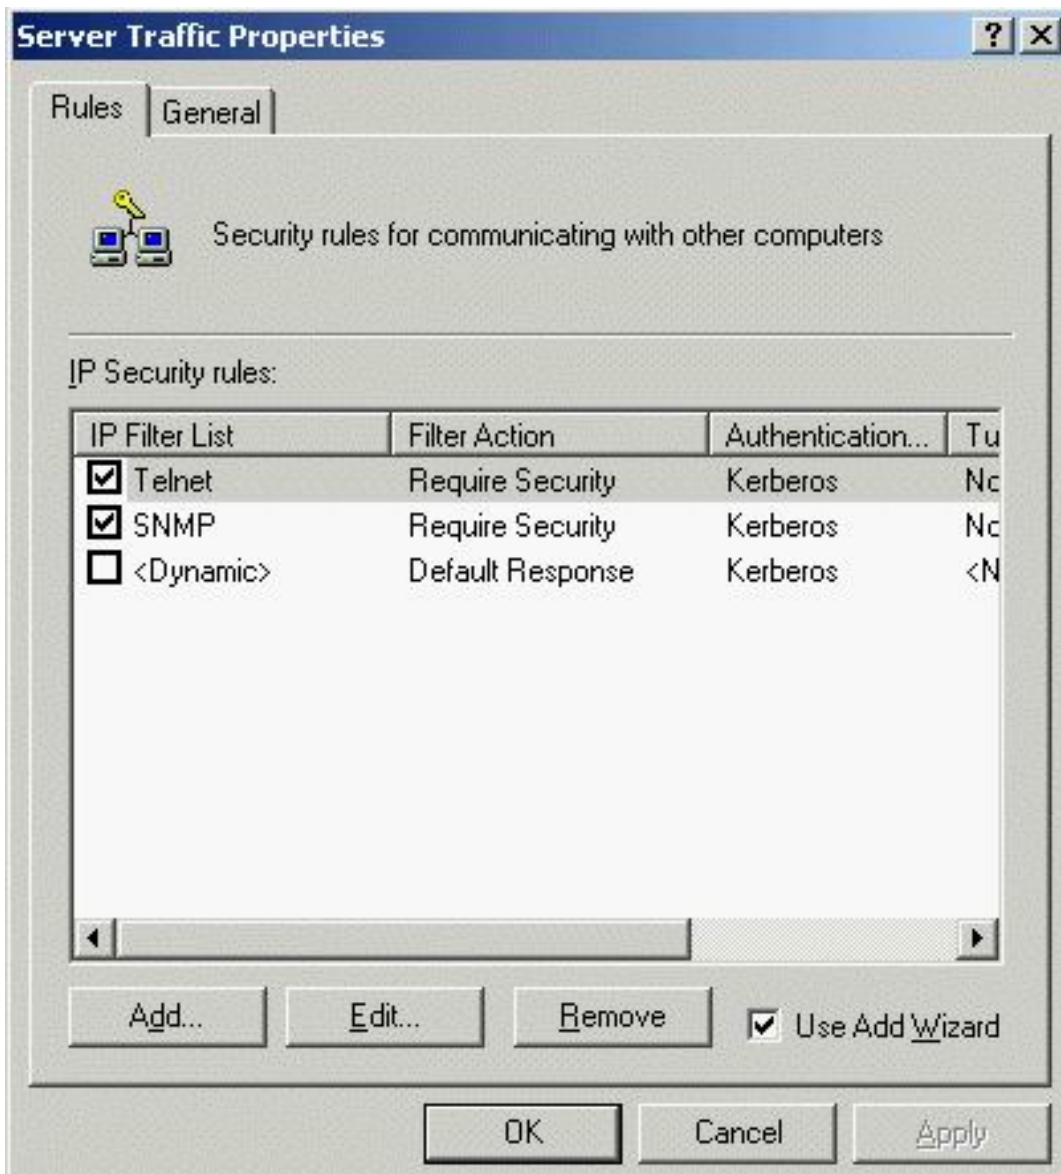 Server Traffic Properties
Rules General
Security rules for communicating with other computers
IP Security rules:
IP Filter List Filter Action Authentication... Tu
Telnet Require Security Kerberos No
SNMP Require Security Kerberos No
<Dynamic> Default Response Kerberos <N
Add... Edit... Remove Use Add Wizard
OK Cancel Apply